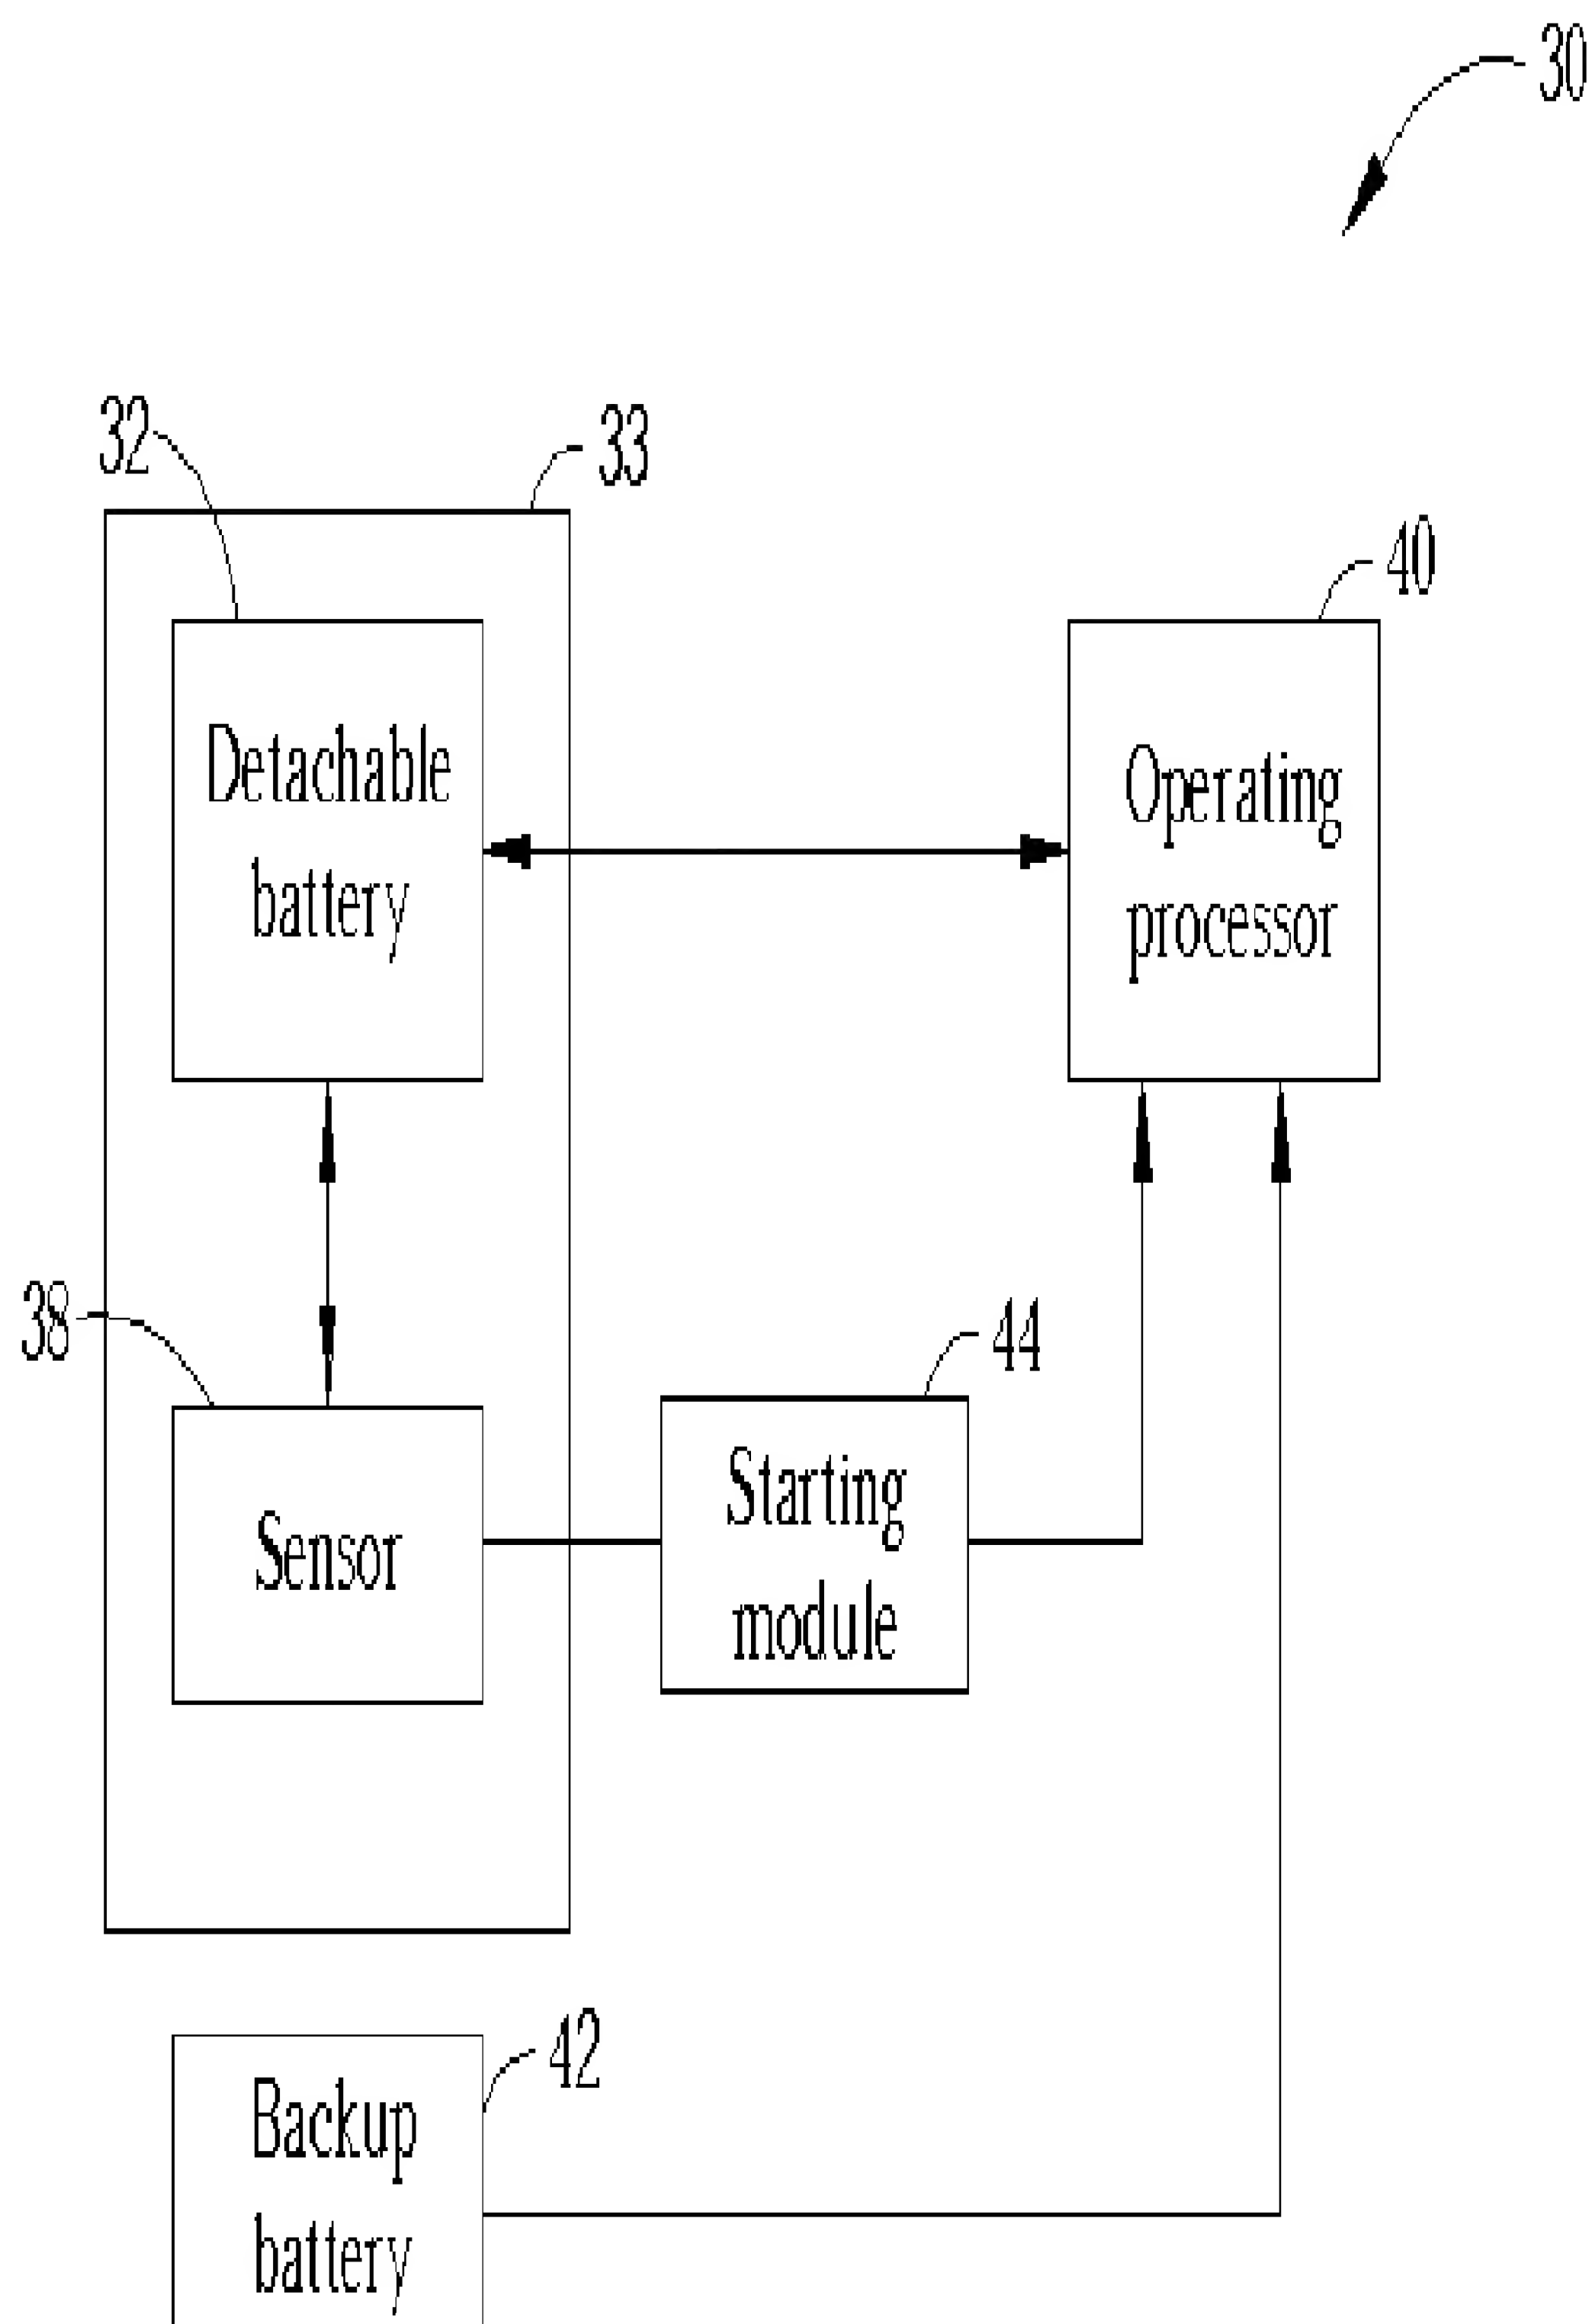 30
32
33
40
Detachable
battery
Operating
processor
38
44
Sensor
Starting
module
42
Backup
battery